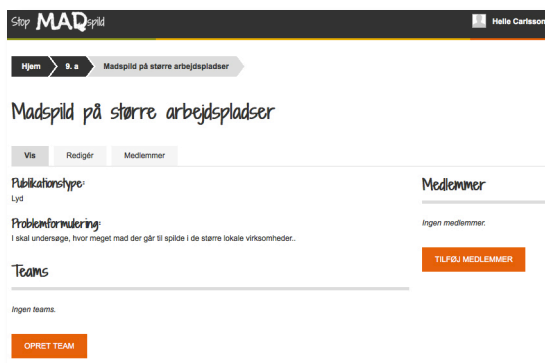 Stop MADspild
Helle Carlsson
Hjem 9. a Madspild på større arbejdspladser
Madspild på større arbejdspladser
Vis Redigér Medlemmer
Publikationstype:
Lyd
Problemformulering:
I skal undersøge, hvor meget mad der går til spilde i de større lokale virksomheder..
Teams
Ingen teams.
OPRET TEAM
Medlemmer
Ingen medlemmer.
TILFØJ MEDLEMMER